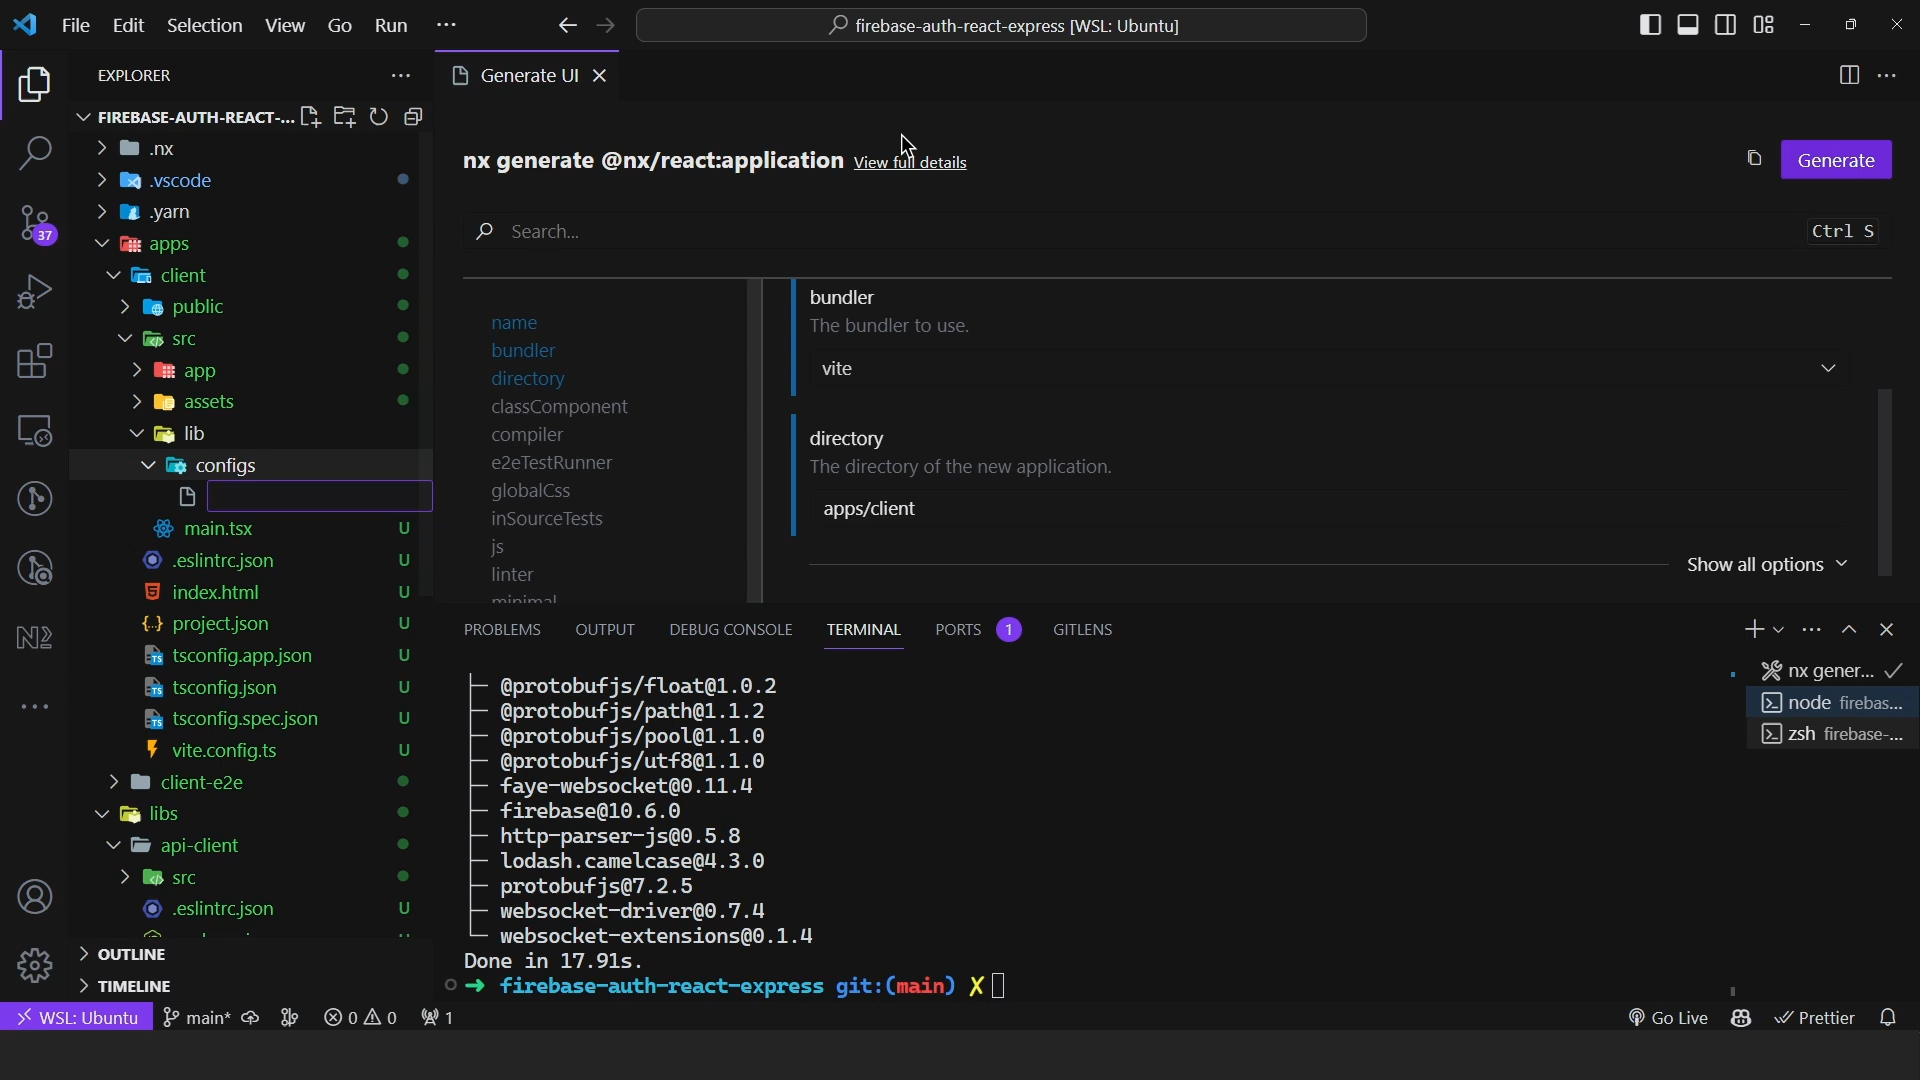 File Edit Selection View Go Run ···
firebase-auth-react-express [WSL: Ubuntu]
EXPLORER
Generate UI
FIREBASE-AUTH-REACT-...
.nx
.vscode
.yarn
apps
client
public
src
app
assets
lib
configs
main.tsx U
.eslintrc.json U
index.html U
project.json U
tsconfig.app.json U
tsconfig.json U
tsconfig.spec.json U
vite.config.ts U
client-e2e
libs
api-client
src
.eslintrc.json U
OUTLINE
TIMELINE
37
nx generate @nx/react:application View full details
Generate
Search...
Ctrl S
name
bundler
directory
classComponent
compiler
e2eTestRunner
globalCss
inSourceTests
js
linter
minimal
bundler
The bundler to use.
vite
directory
The directory of the new application.
apps/client
Show all options
PROBLEMS OUTPUT DEBUG CONSOLE TERMINAL PORTS 1 GITLENS
├─ @protobufjs/float@1.0.2
├─ @protobufjs/path@1.1.2
├─ @protobufjs/pool@1.1.0
├─ @protobufjs/utf8@1.1.0
├─ faye-websocket@0.11.4
├─ firebase@10.6.0
├─ http-parser-js@0.5.8
├─ lodash.camelcase@4.3.0
├─ protobufjs@7.2.5
├─ websocket-driver@0.7.4
└─ websocket-extensions@0.1.4
Done in 17.91s.
➜ firebase-auth-react-express git:(main) ✗
nx gener...
node firebas...
zsh firebase-...
WSL: Ubuntu main* 0 0 1
Go Live Prettier